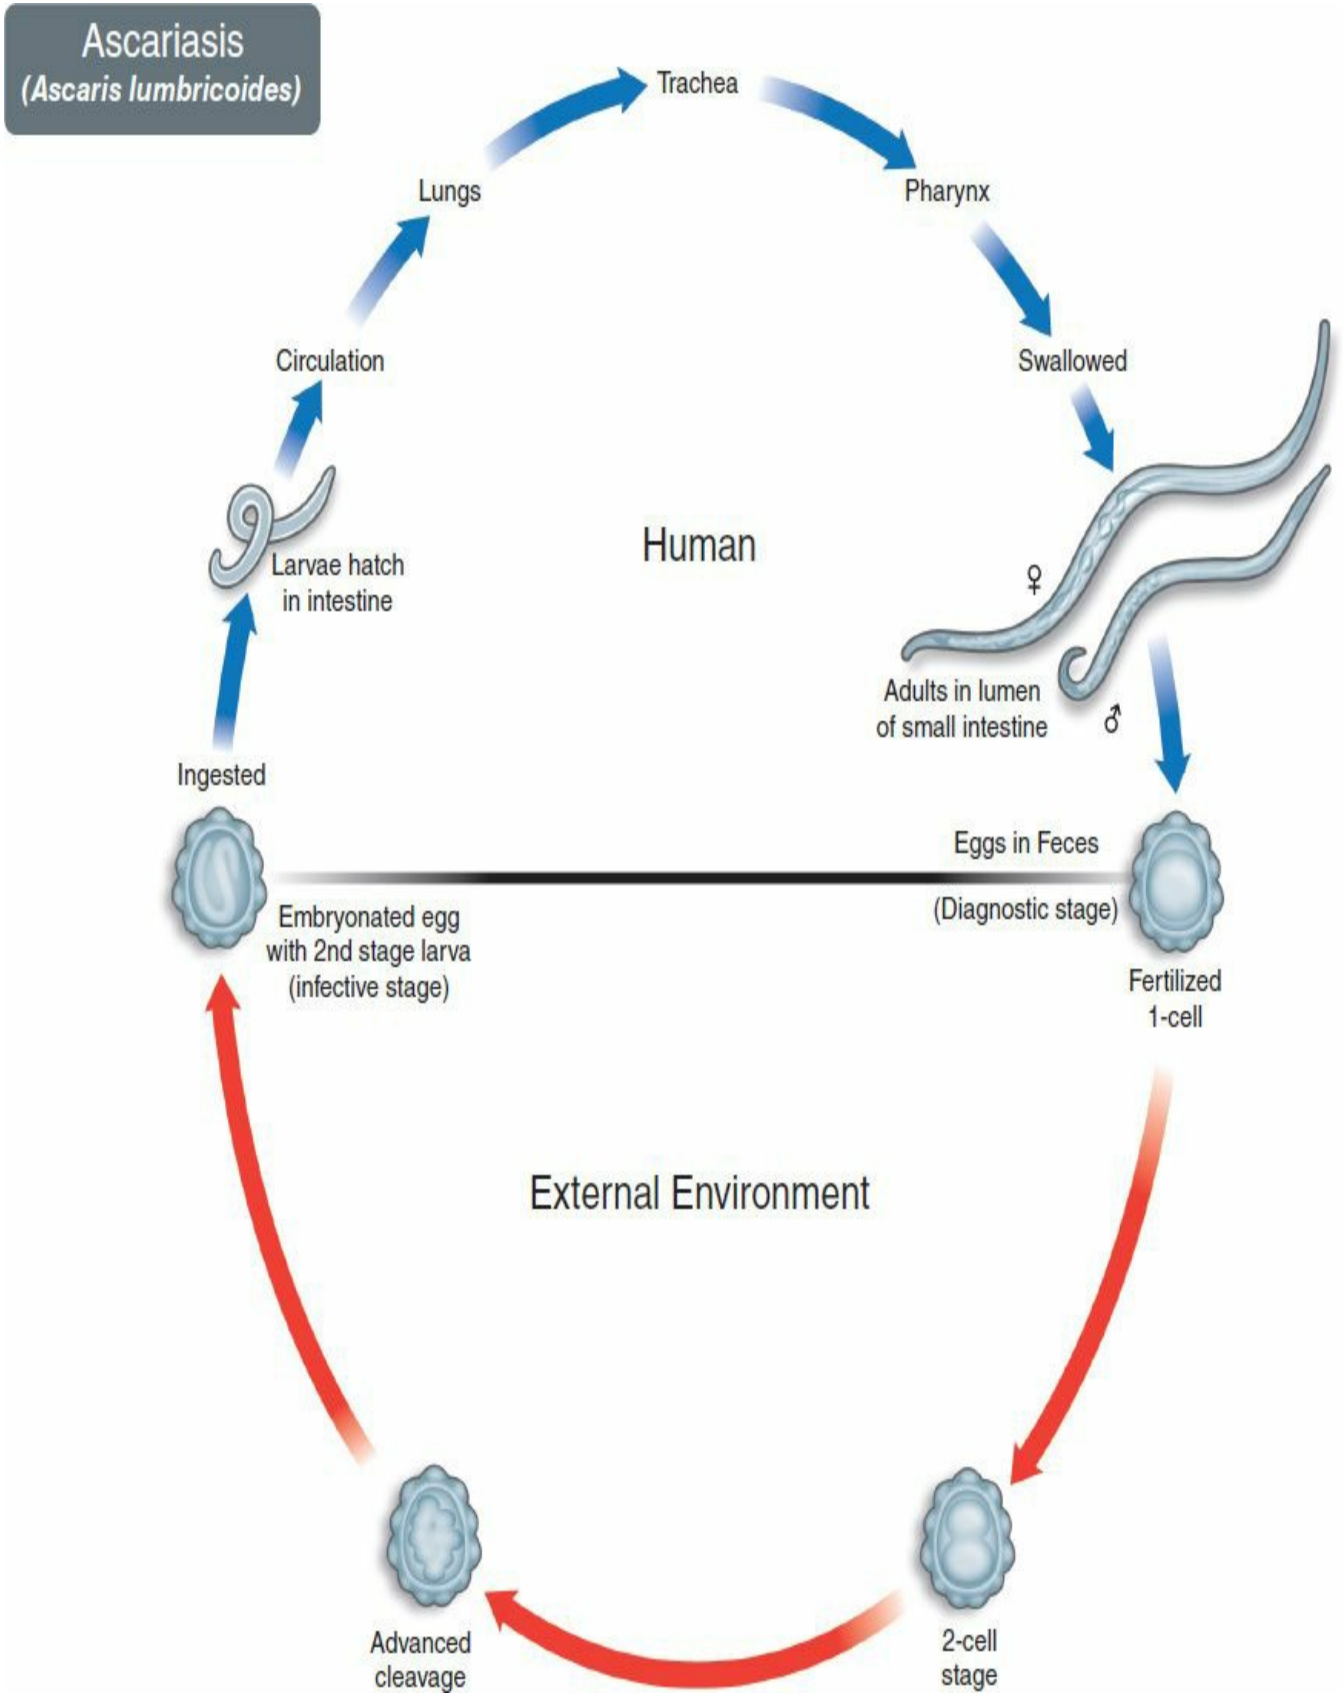 Ascariasis
(Ascaris lumbricoides)
Trachea
Lungs
Pharynx
Circulation
Swallowed
Human
♀
Larvae hatch
in intestine
Adults in lumen
of small intestine
♂
Ingested
Eggs in Feces
(Diagnostic stage)
Embryonated egg
with 2nd stage larva
(infective stage)
Fertilized
1-cell
External Environment
Advanced
cleavage
2-cell
stage